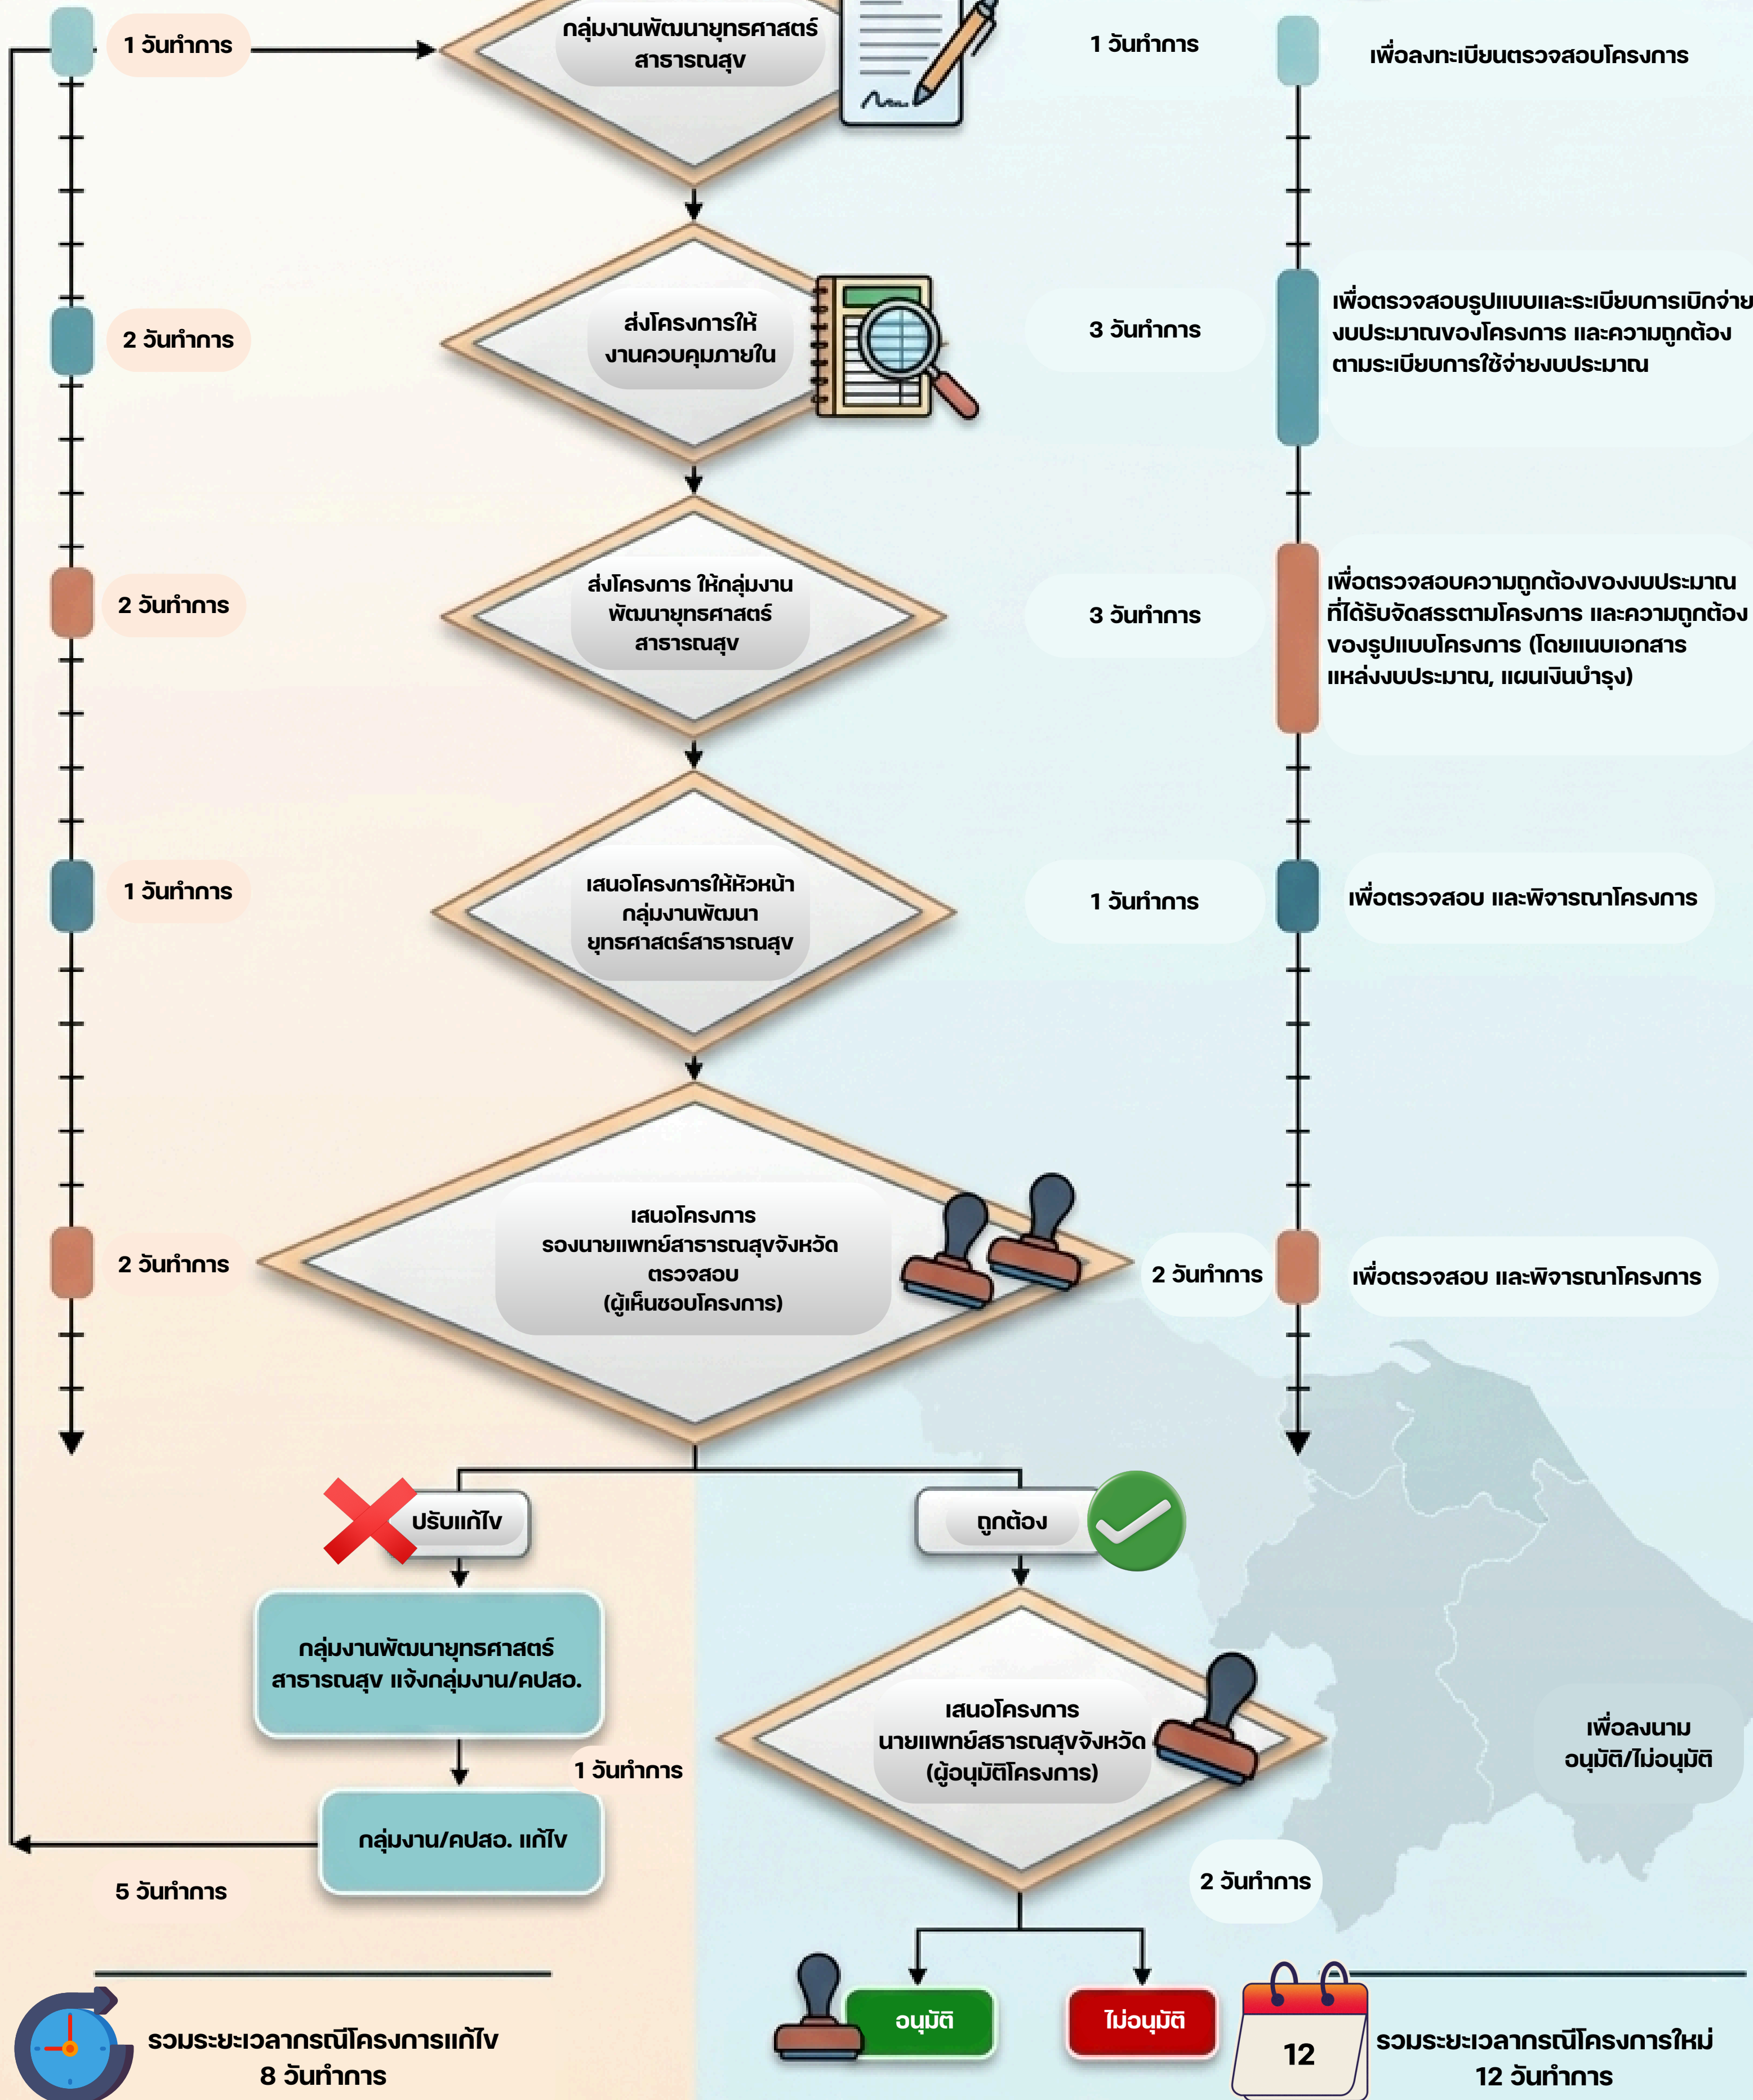 1 วันทำการ
กลุ่มงานพัฒนายุทธศาสตร์
สาธารณสุข
1 วันทำการ
เพื่อลงทะเบียนตรวจสอบโครงการ
2 วันทำการ
ส่งโครงการให้
งานควบคุมภายใน
3 วันทำการ
เพื่อตรวจสอบรูปแบบและระเบียบการเบิกจ่าย
งบประมาณของโครงการ และความถูกต้อง
ตามระเบียบการใช้จ่ายงบประมาณ
2 วันทำการ
ส่งโครงการ ให้กลุ่มงาน
พัฒนายุทธศาสตร์
สาธารณสุข
3 วันทำการ
เพื่อตรวจสอบความถูกต้องของงบประมาณ
ที่ได้รับจัดสรรตามโครงการ และความถูกต้อง
ของรูปแบบโครงการ (โดยแนบเอกสาร
แหล่งงบประมาณ, แผนเงินบำรุง)
1 วันทำการ
เสนอโครงการให้หัวหน้า
กลุ่มงานพัฒนา
ยุทธศาสตร์สาธารณสุข
1 วันทำการ
เพื่อตรวจสอบ และพิจารณาโครงการ
2 วันทำการ
เสนอโครงการ
รองนายแพทย์สาธารณสุขจังหวัด
ตรวจสอบ
(ผู้เห็นชอบโครงการ)
2 วันทำการ
เพื่อตรวจสอบ และพิจารณาโครงการ
ปรับแก้ไข
ถูกต้อง
กลุ่มงานพัฒนายุทธศาสตร์
สาธารณสุข แจ้งกลุ่มงาน/คปสอ.
1 วันทำการ
กลุ่มงาน/คปสอ. แก้ไข
5 วันทำการ
เสนอโครงการ
นายแพทย์สธารณสุขจังหวัด
(ผู้อนุมัติโครงการ)
เพื่อลงนาม
อนุมัติ/ไม่อนุมัติ
2 วันทำการ
อนุมัติ
ไม่อนุมัติ
รวมระยะเวลากรณีโครงการแก้ไข
8 วันทำการ
12
รวมระยะเวลากรณีโครงการใหม่
12 วันทำการ